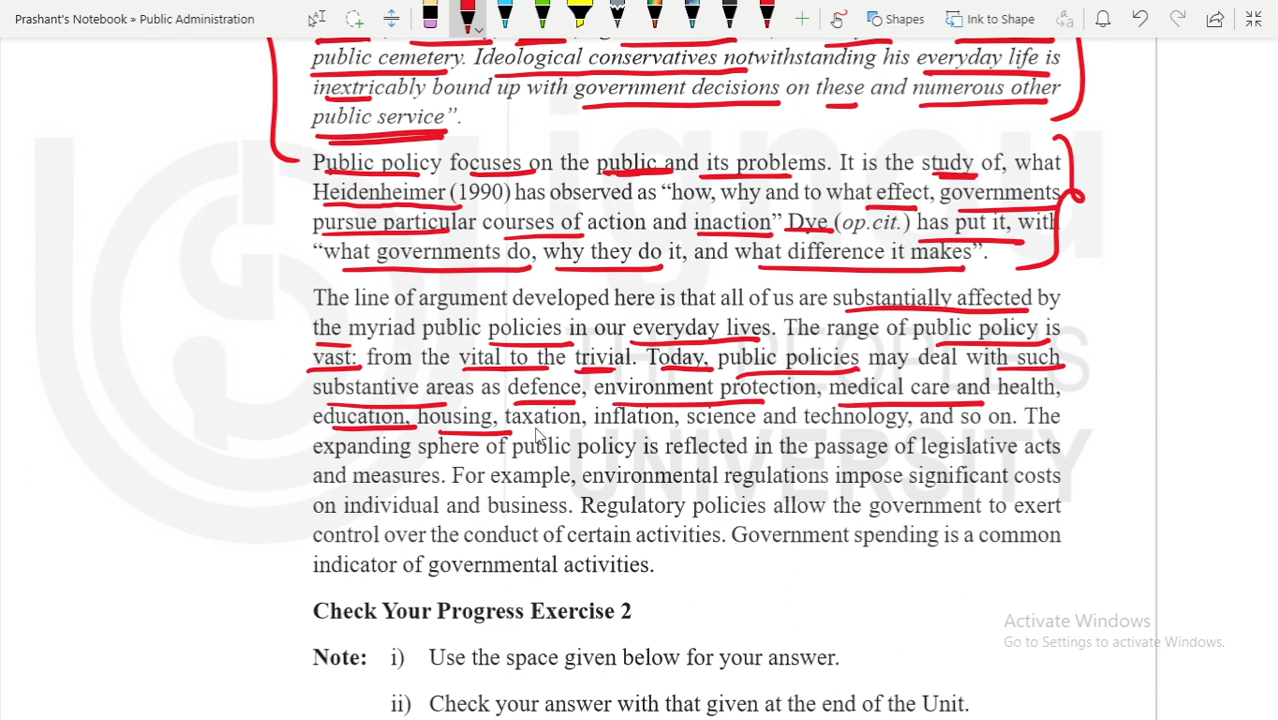 Prashant's Notebook » Public Administration
Shapes
Ink to Shape
public cemetery. Ideological conservatives notwithstanding his everyday life is
inextricably bound up with government decisions on these and numerous other
public service”.
Public policy focuses on the public and its problems. It is the study of, what
Heidenheimer (1990) has observed as “how, why and to what effect, governments
pursue particular courses of action and inaction” Dye (op.cit.) has put it, with
“what governments do, why they do it, and what difference it makes”.
The line of argument developed here is that all of us are substantially affected by
the myriad public policies in our everyday lives. The range of public policy is
vast: from the vital to the trivial. Today, public policies may deal with such
substantive areas as defence, environment protection, medical care and health,
education, housing, taxation, inflation, science and technology, and so on. The
expanding sphere of public policy is reflected in the passage of legislative acts
and measures. For example, environmental regulations impose significant costs
on individual and business. Regulatory policies allow the government to exert
control over the conduct of certain activities. Government spending is a common
indicator of governmental activities.
Check Your Progress Exercise 2
Activate Windows
Go to Settings to activate Windows.
Note: i) Use the space given below for your answer.
ii) Check your answer with that given at the end of the Unit.
ignou
THE PEOPLE'S
UNIVERSITY